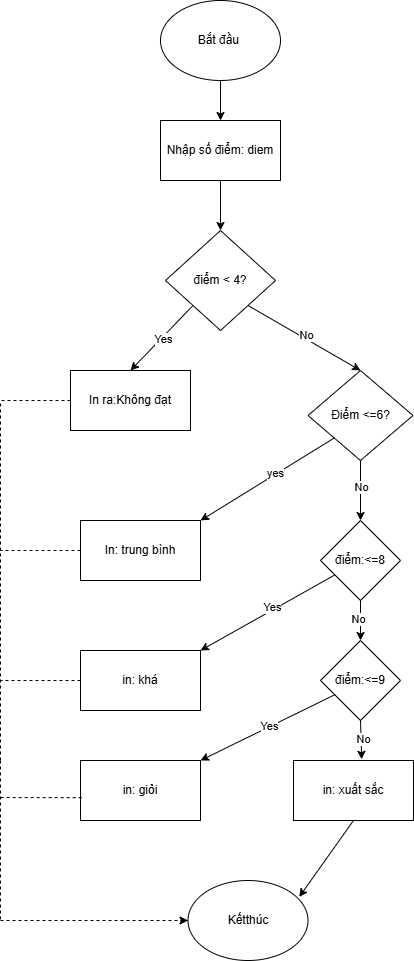 Bắt đầu
Nhập số điểm: diem
điểm < 4?
Yes
No
In ra:Không đạt
Điểm <=6?
yes
No
In: trung bình
điểm:<=8
Yes
No
in: khá
điểm:<=9
Yes
No
in: giỏi
in: xuất sắc
Kếtthúc